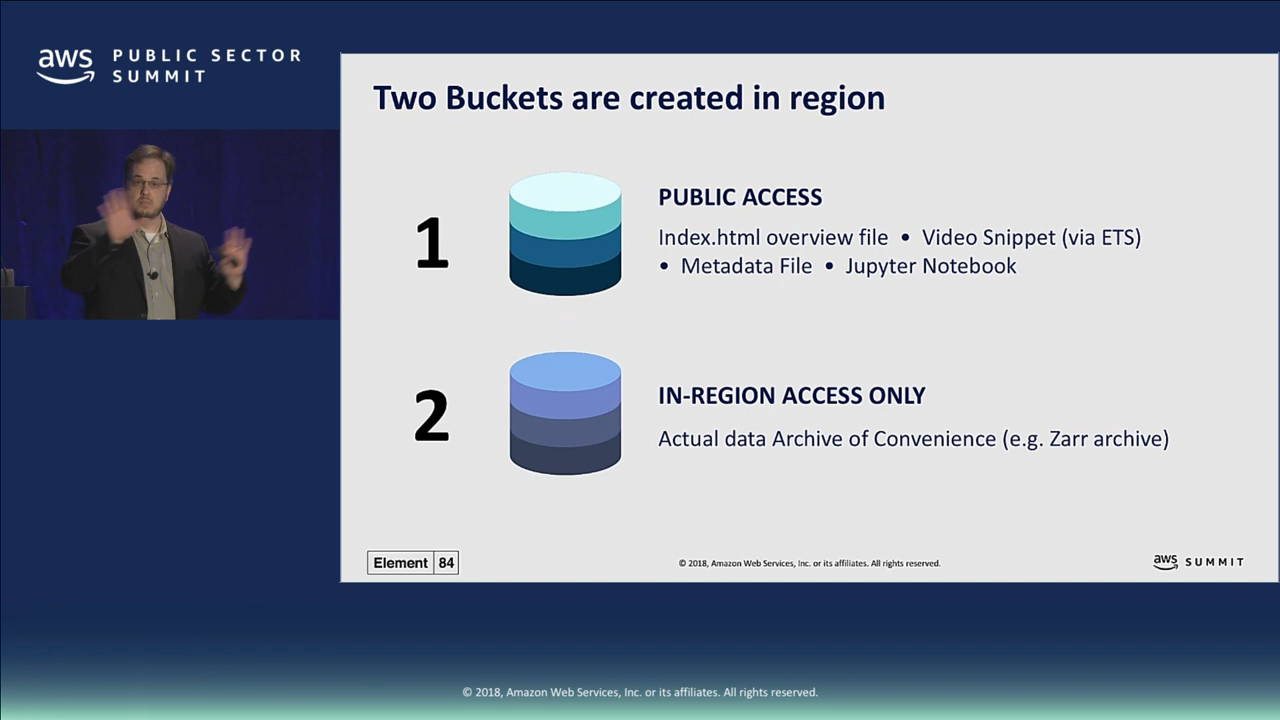 aws PUBLIC SECTOR
SUMMIT
Two Buckets are created in region
1
PUBLIC ACCESS
Index.html overview file • Video Snippet (via ETS)
• Metadata File • Jupyter Notebook
2
IN-REGION ACCESS ONLY
Actual data Archive of Convenience (e.g. Zarr archive)
Element 84
© 2018, Amazon Web Services, Inc. or its affiliates. All rights reserved.
aws SUMMIT
© 2018, Amazon Web Services, Inc. or its affiliates. All rights reserved.